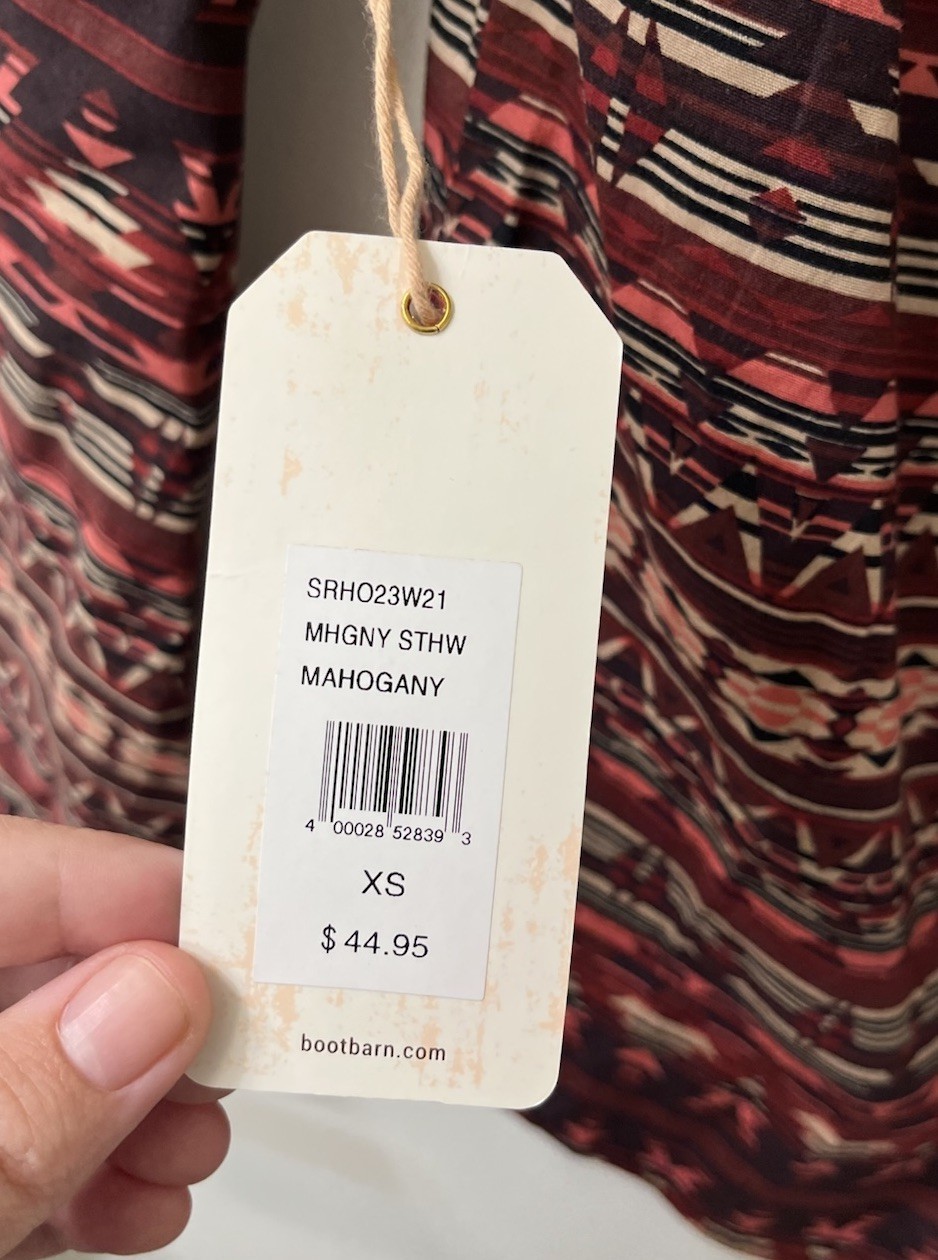 SRHO23W21
MHGNY STHW
MAHOGANY
4 00028 52839 3
XS
$ 44.95
bootbarn.com